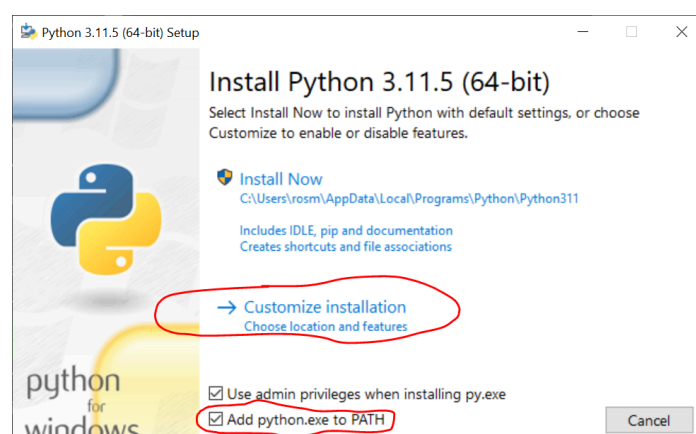 Python 3.11.5 (64-bit) Setup
Install Python 3.11.5 (64-bit)
Select Install Now to install Python with default settings, or choose
Customize to enable or disable features.
Install Now
C:\Users\rosm\AppData\Local\Programs\Python\Python311
Includes IDLE, pip and documentation
Creates shortcuts and file associations
Customize installation
Choose location and features
python
for
windows
Use admin privileges when installing py.exe
Add python.exe to PATH
Cancel